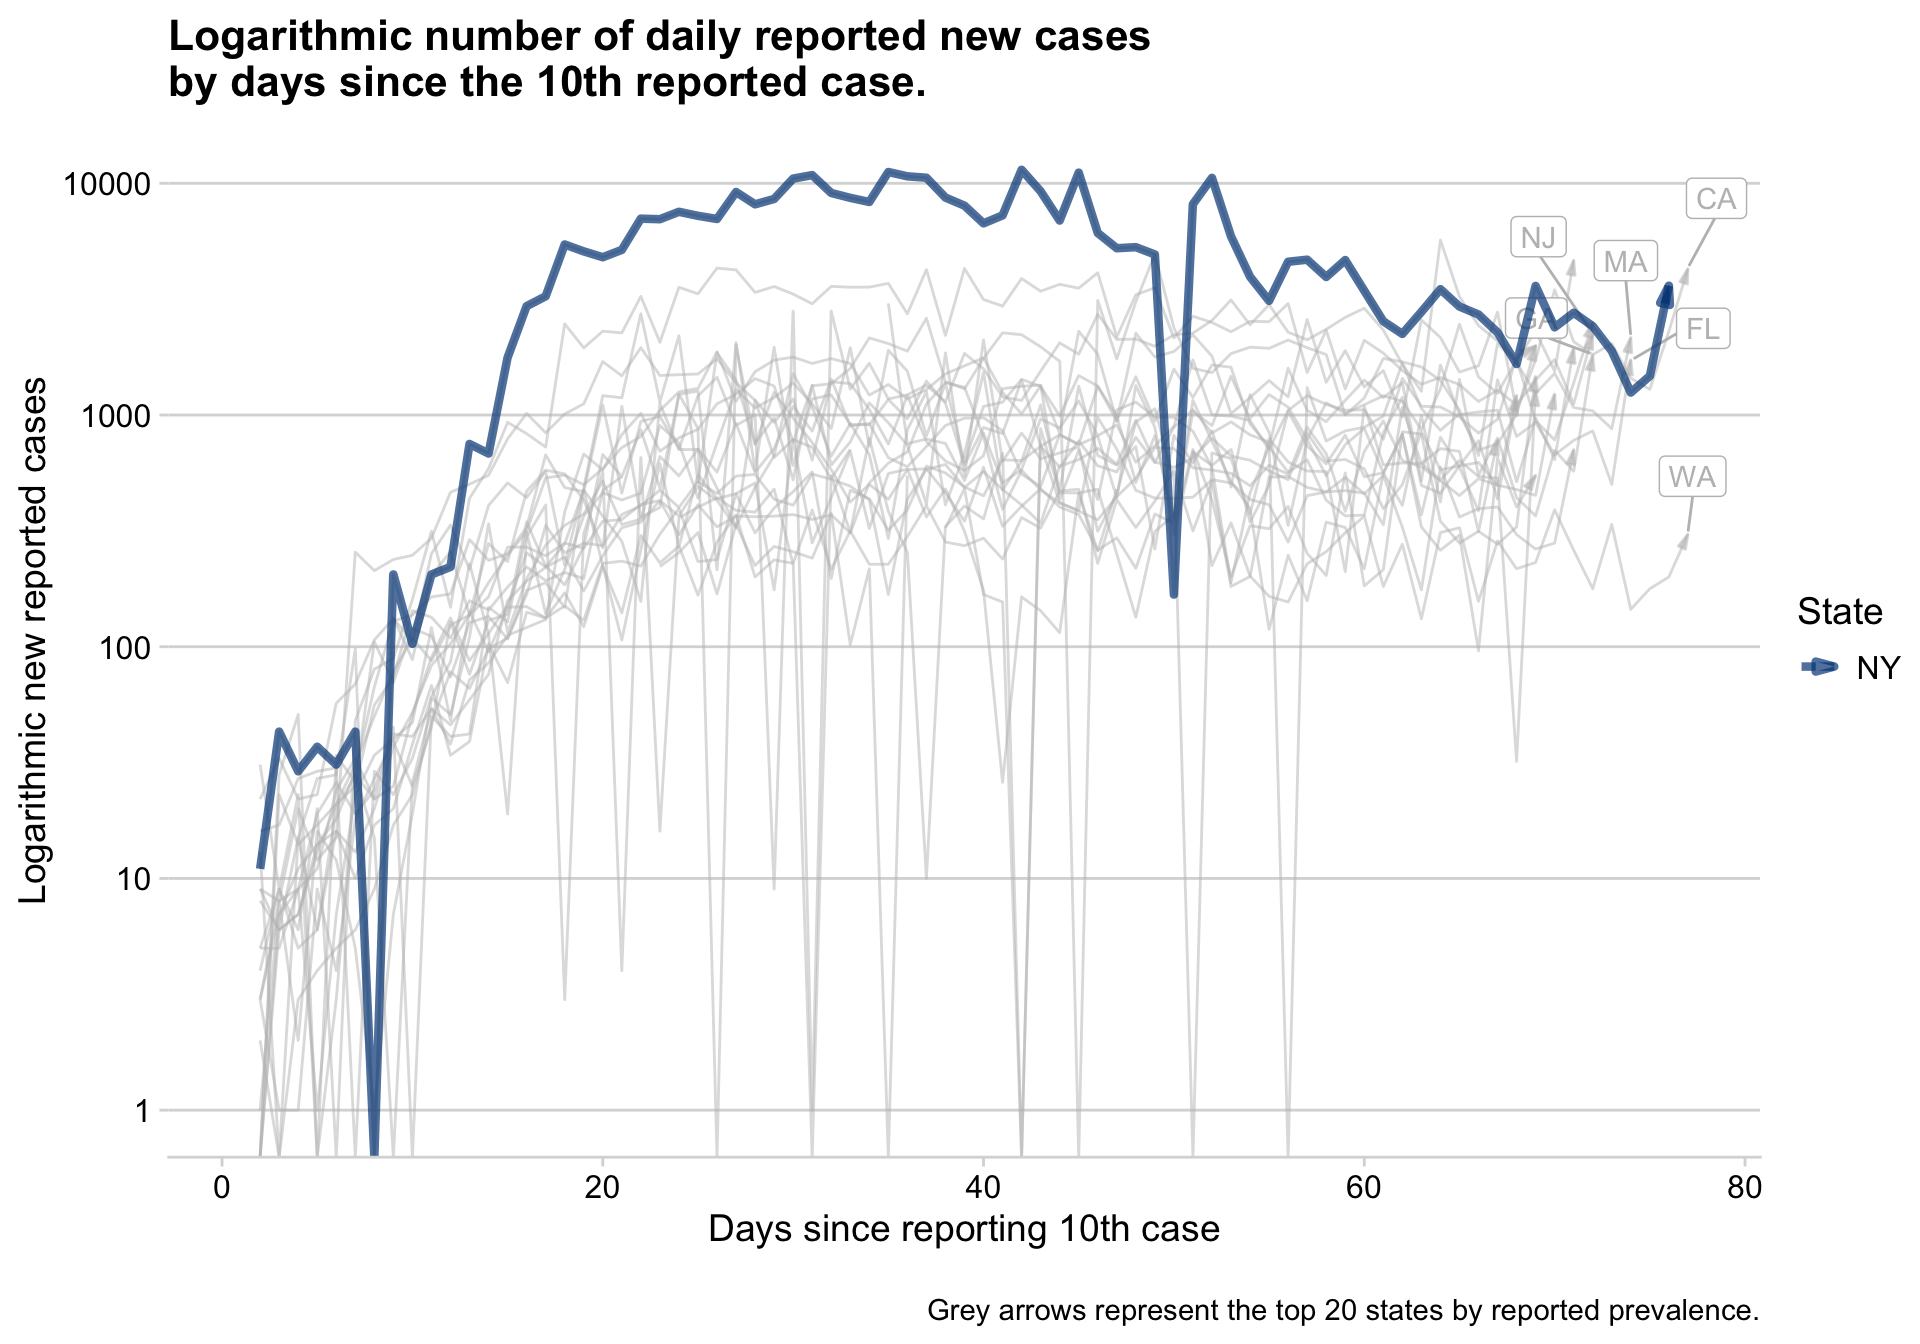 Logarithmic number of daily reported new cases
by days since the 10th reported case.
Logarithmic new reported cases
10000
1000
100
10
1
CA
NJ
MA
GA
FL
WA
State
NY
0
20
40
60
80
Days since reporting 10th case
Grey arrows represent the top 20 states by reported prevalence.